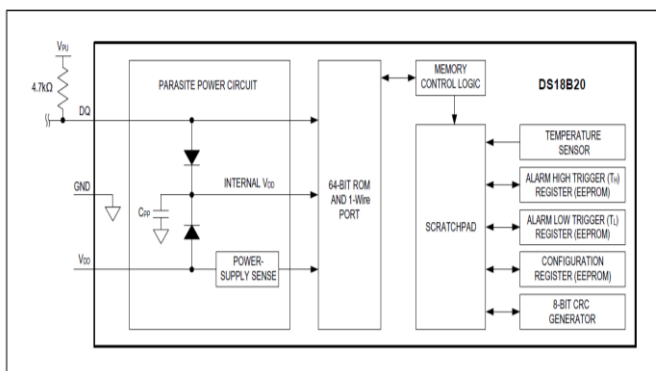 VPU
4.7kΩ
DQ
GND
VDD
PARASITE POWER CIRCUIT
INTERNAL VDD
CPP
POWER-
SUPPLY SENSE
64-BIT ROM
AND 1-Wire
PORT
MEMORY
CONTROL LOGIC
DS18B20
SCRATCHPAD
TEMPERATURE
SENSOR
ALARM HIGH TRIGGER (TH)
REGISTER (EEPROM)
ALARM LOW TRIGGER (TL)
REGISTER (EEPROM)
CONFIGURATION
REGISTER (EEPROM)
8-BIT CRC
GENERATOR